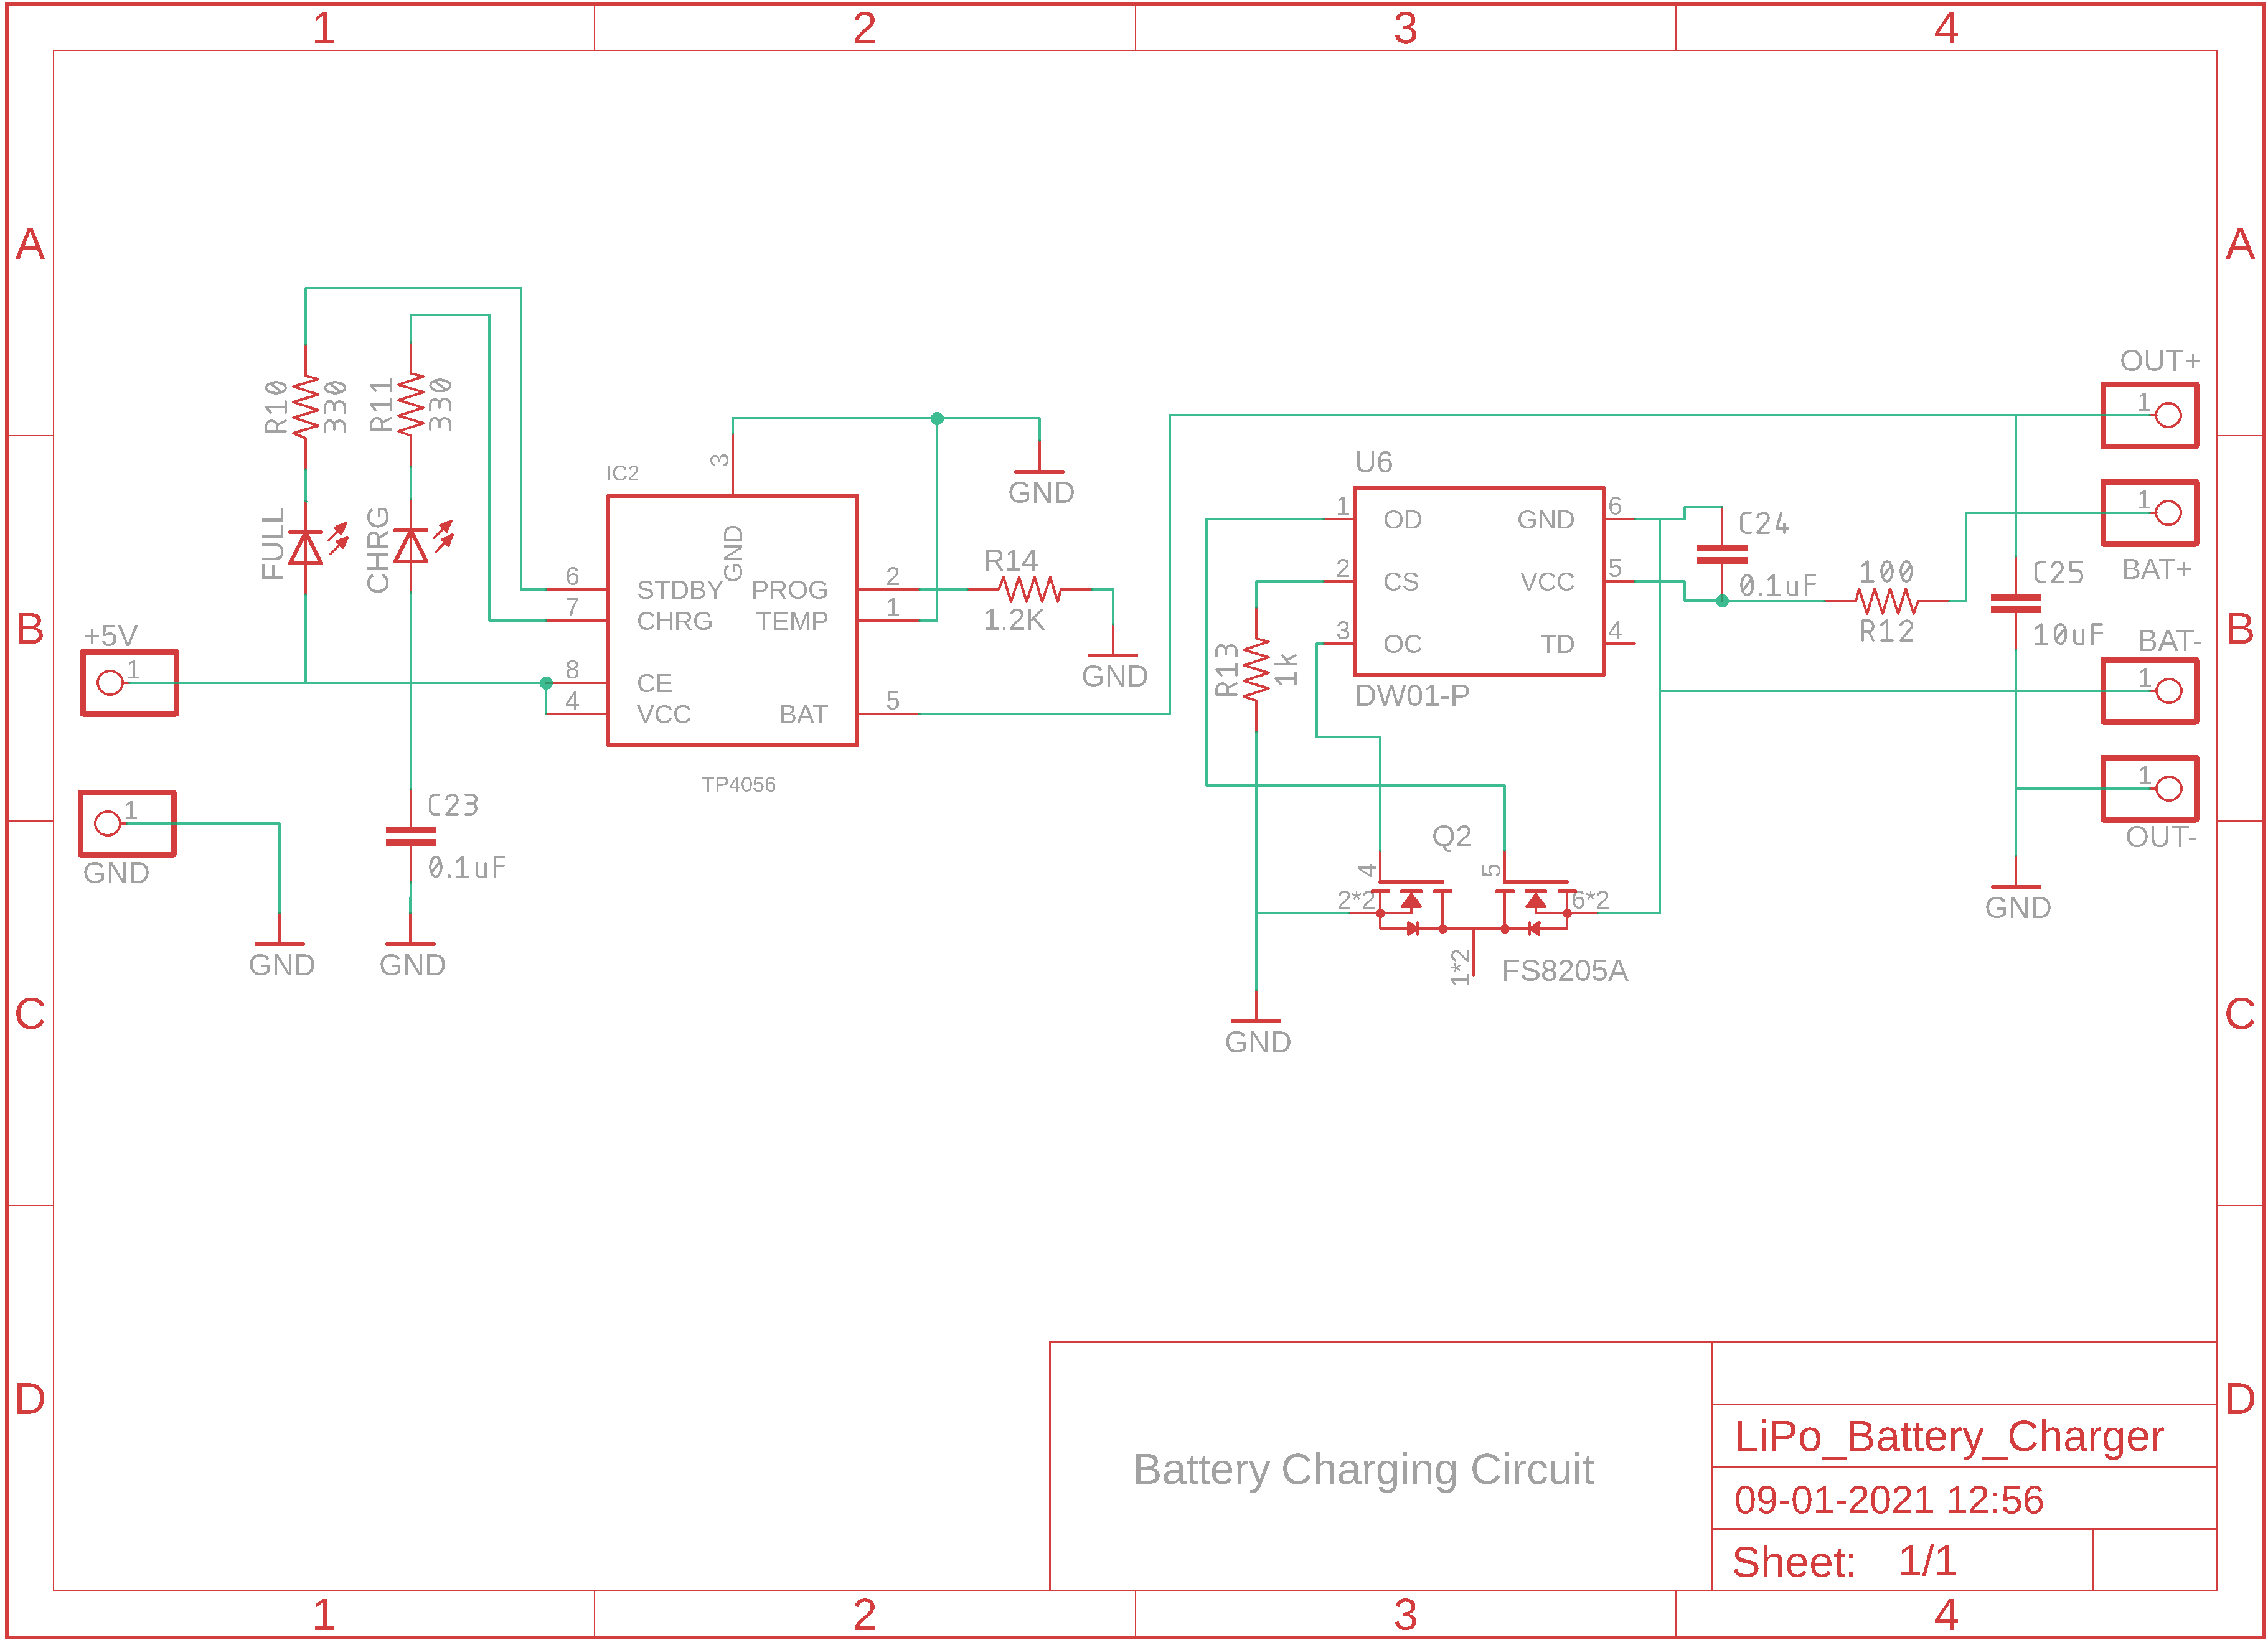 1 2 3 4
A A
OUT+
R10
330
R11
330
1
3
IC2
GND
U6
1 OD GND 6
C24
1
FULL
CHRG
GND
R14
100
C25
BAT+
6 STDBY PROG 2
2 CS VCC 5
0.1uF
7 CHRG TEMP 1
1.2K
R12
10uF
B B
+5V
3 OC TD 4
BAT-
1
8 CE
GND
R13
1k
1
4 VCC BAT 5
DW01-P
TP4056
1
C23
1
OUT-
GND
0.1uF
Q2
4
5
2*2
6*2
GND
GND
GND
1*2
FS8205A
C C
GND
D D
LiPo_Battery_Charger
Battery Charging Circuit
09-01-2021 12:56
Sheet: 1/1
1 2 3 4